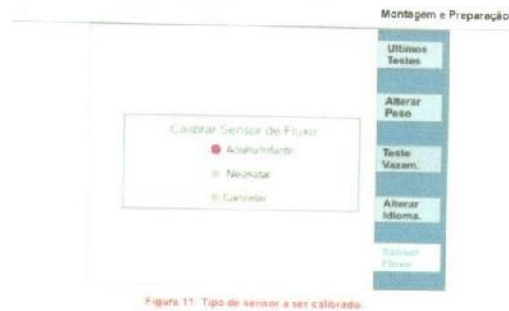 Montagem e Preparação
Ultimos
Testes
Alterar
Peso
Calibrar Sensor de Fluxo
Adulto/Infantil
Neonatal
Cancelar
Teste
Vazam.
Alterar
Idioma.
Sensor
Fluxo
Figura 11: Tipo de sensor a ser calibrado.